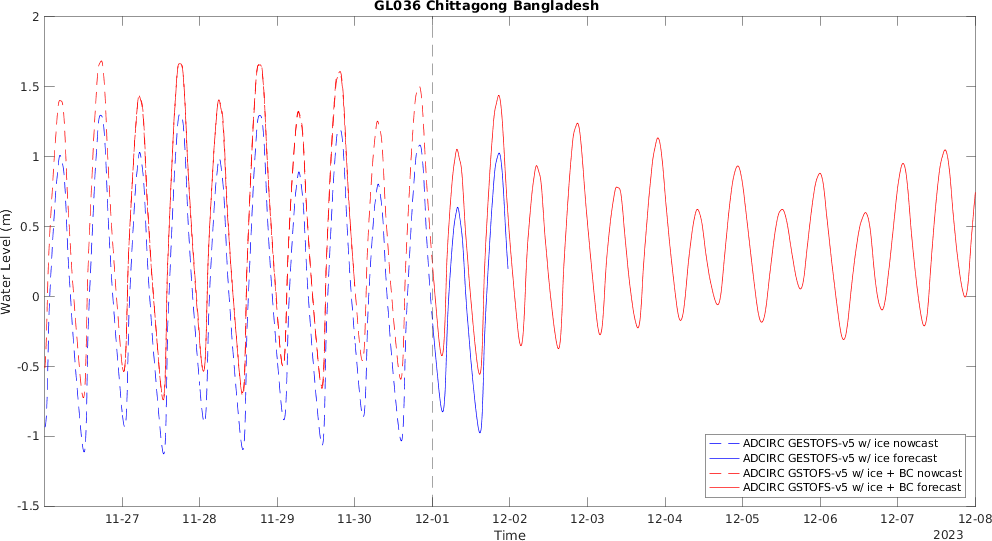 GL036 Chittagong Bangladesh
2
1.5
1
0.5
0
-0.5
-1
-1.5
Water Level (m)
ADCIRC GESTOFS-v5 w/ ice nowcast
ADCIRC GESTOFS-v5 w/ ice forecast
ADCIRC GSTOFS-v5 w/ ice + BC nowcast
ADCIRC GSTOFS-v5 w/ ice + BC forecast
11-27 11-28 11-29 11-30 12-01 12-02 12-03 12-04 12-05 12-06 12-07 12-08
Time
2023